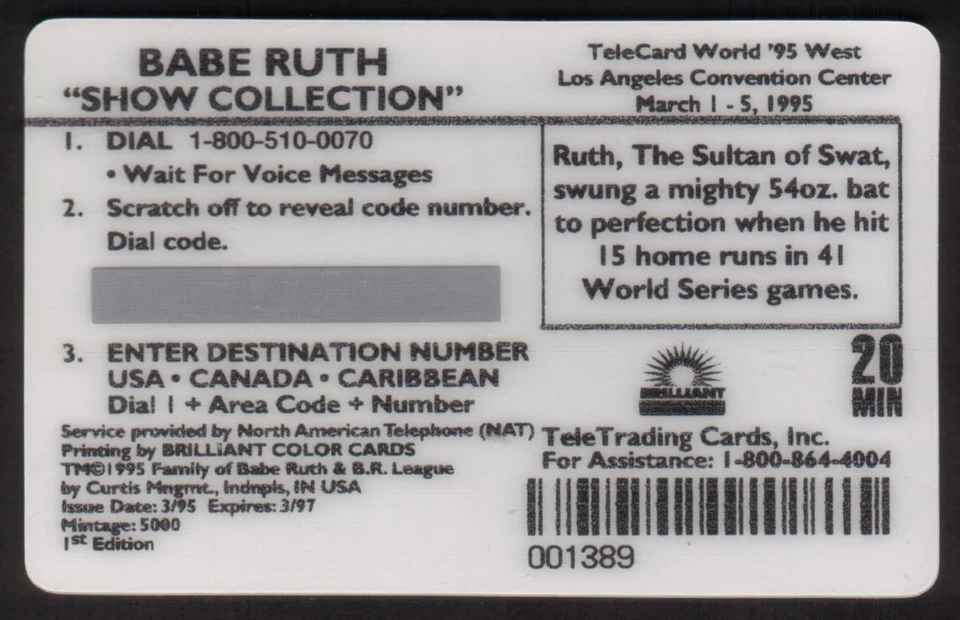 BABE RUTH
“SHOW COLLECTION”
TeleCard World '95 West
Los Angeles Convention Center
March 1 - 5, 1995
1. DIAL 1-800-510-0070
• Wait For Voice Messages
2. Scratch off to reveal code number.
Dial code.
Ruth, The Sultan of Swat,
swung a mighty 54oz. bat
to perfection when he hit
15 home runs in 41
World Series games.
3. ENTER DESTINATION NUMBER
USA • CANADA • CARIBBEAN
Dial 1 + Area Code + Number
BRILLIANT
20
MIN
Service provided by North American Telephone (NAT)
Printing by BRILLIANT COLOR CARDS
TM©1995 Family of Babe Ruth & B.R. League
by Curtis Mngmt., Indnpls, IN USA
Issue Date: 3/95 Expires: 3/97
Mintage: 5000
1st Edition
TeleTrading Cards, Inc.
For Assistance: 1-800-864-4004
001389